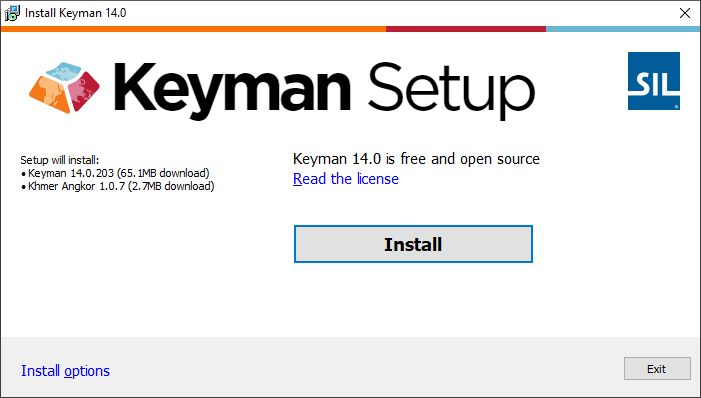 Install Keyman 14.0
Keyman Setup
SIL
Setup will install:
• Keyman 14.0.203 (65.1MB download)
• Khmer Angkor 1.0.7 (2.7MB download)
Keyman 14.0 is free and open source
Read the license
Install
Install options
Exit